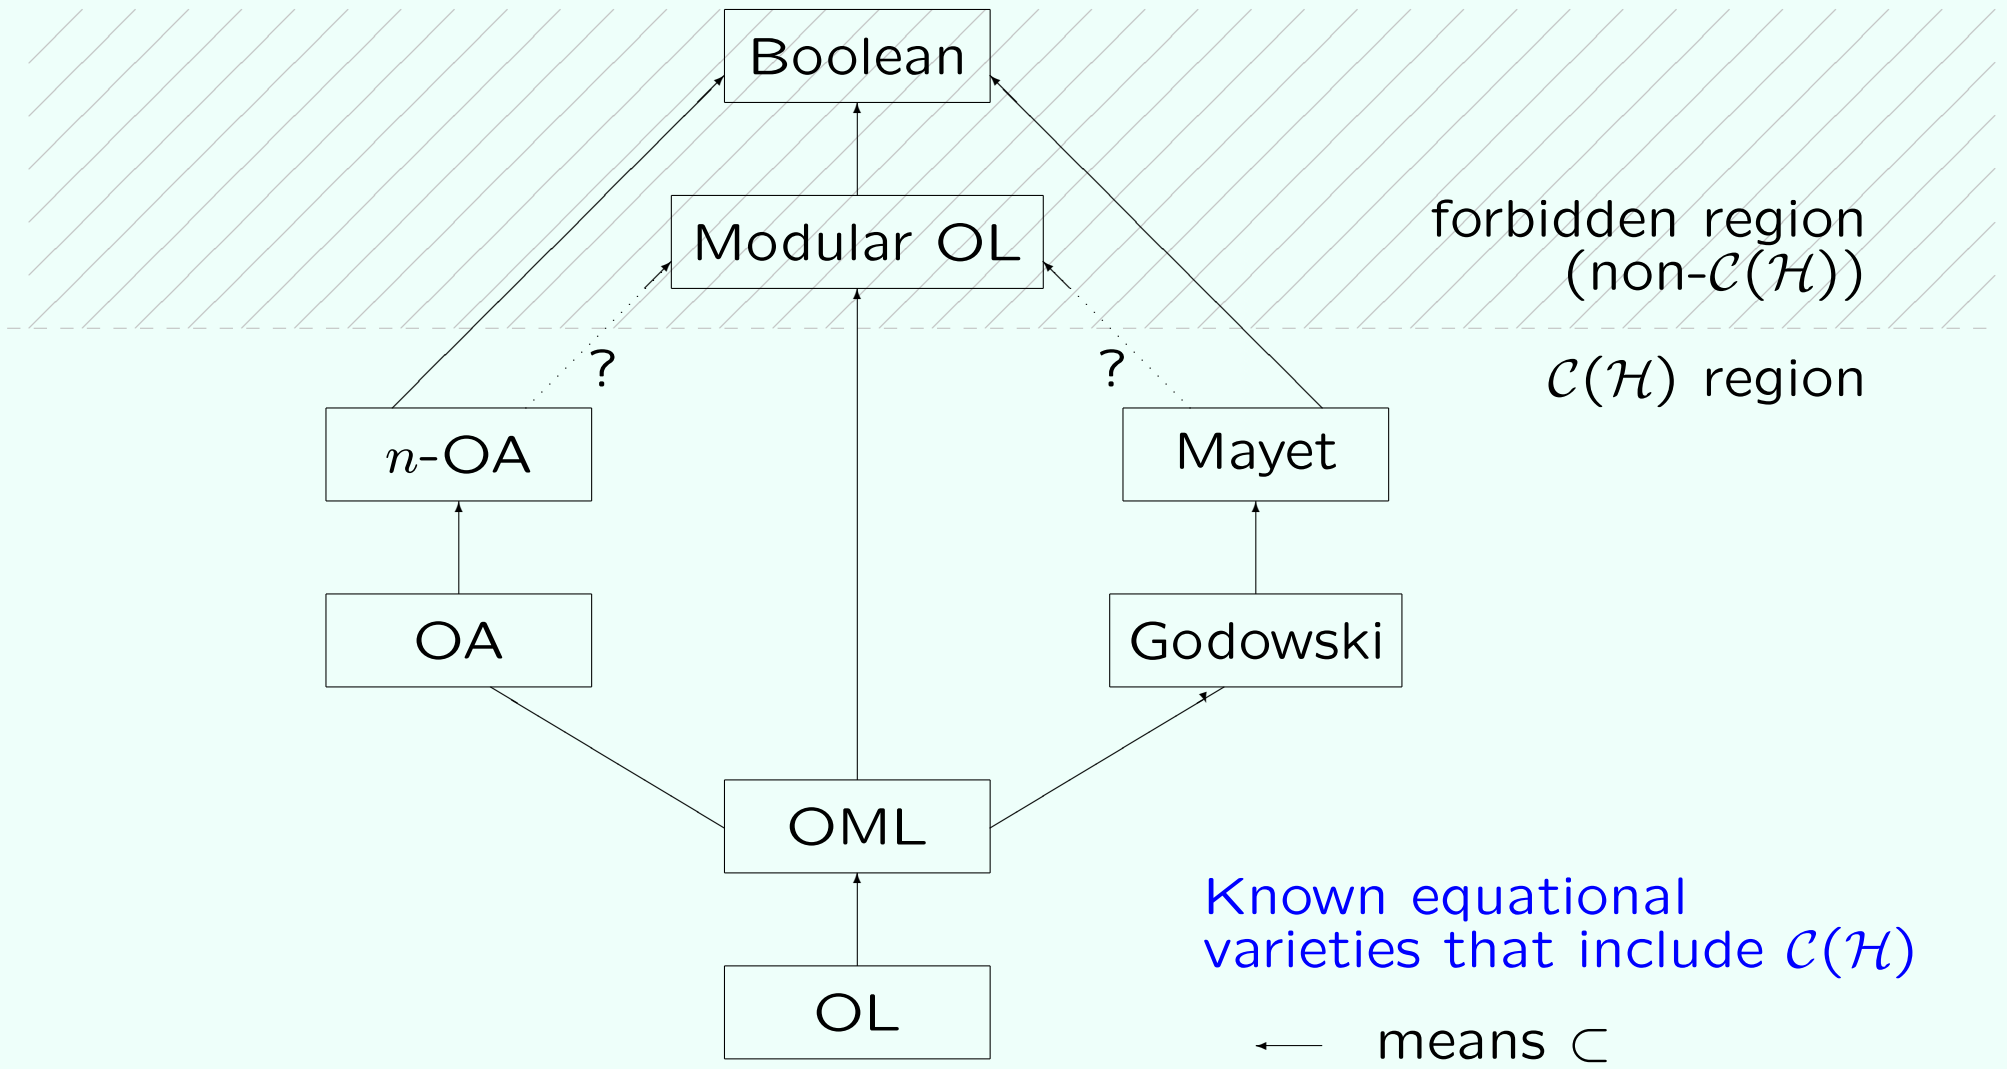 Boolean
Modular OL
forbidden region
(non-𝒞(ℋ))
? ?
𝒞(ℋ) region
n-OA
Mayet
OA
Godowski
OML
Known equational
varieties that include 𝒞(ℋ)
OL
means ⊂